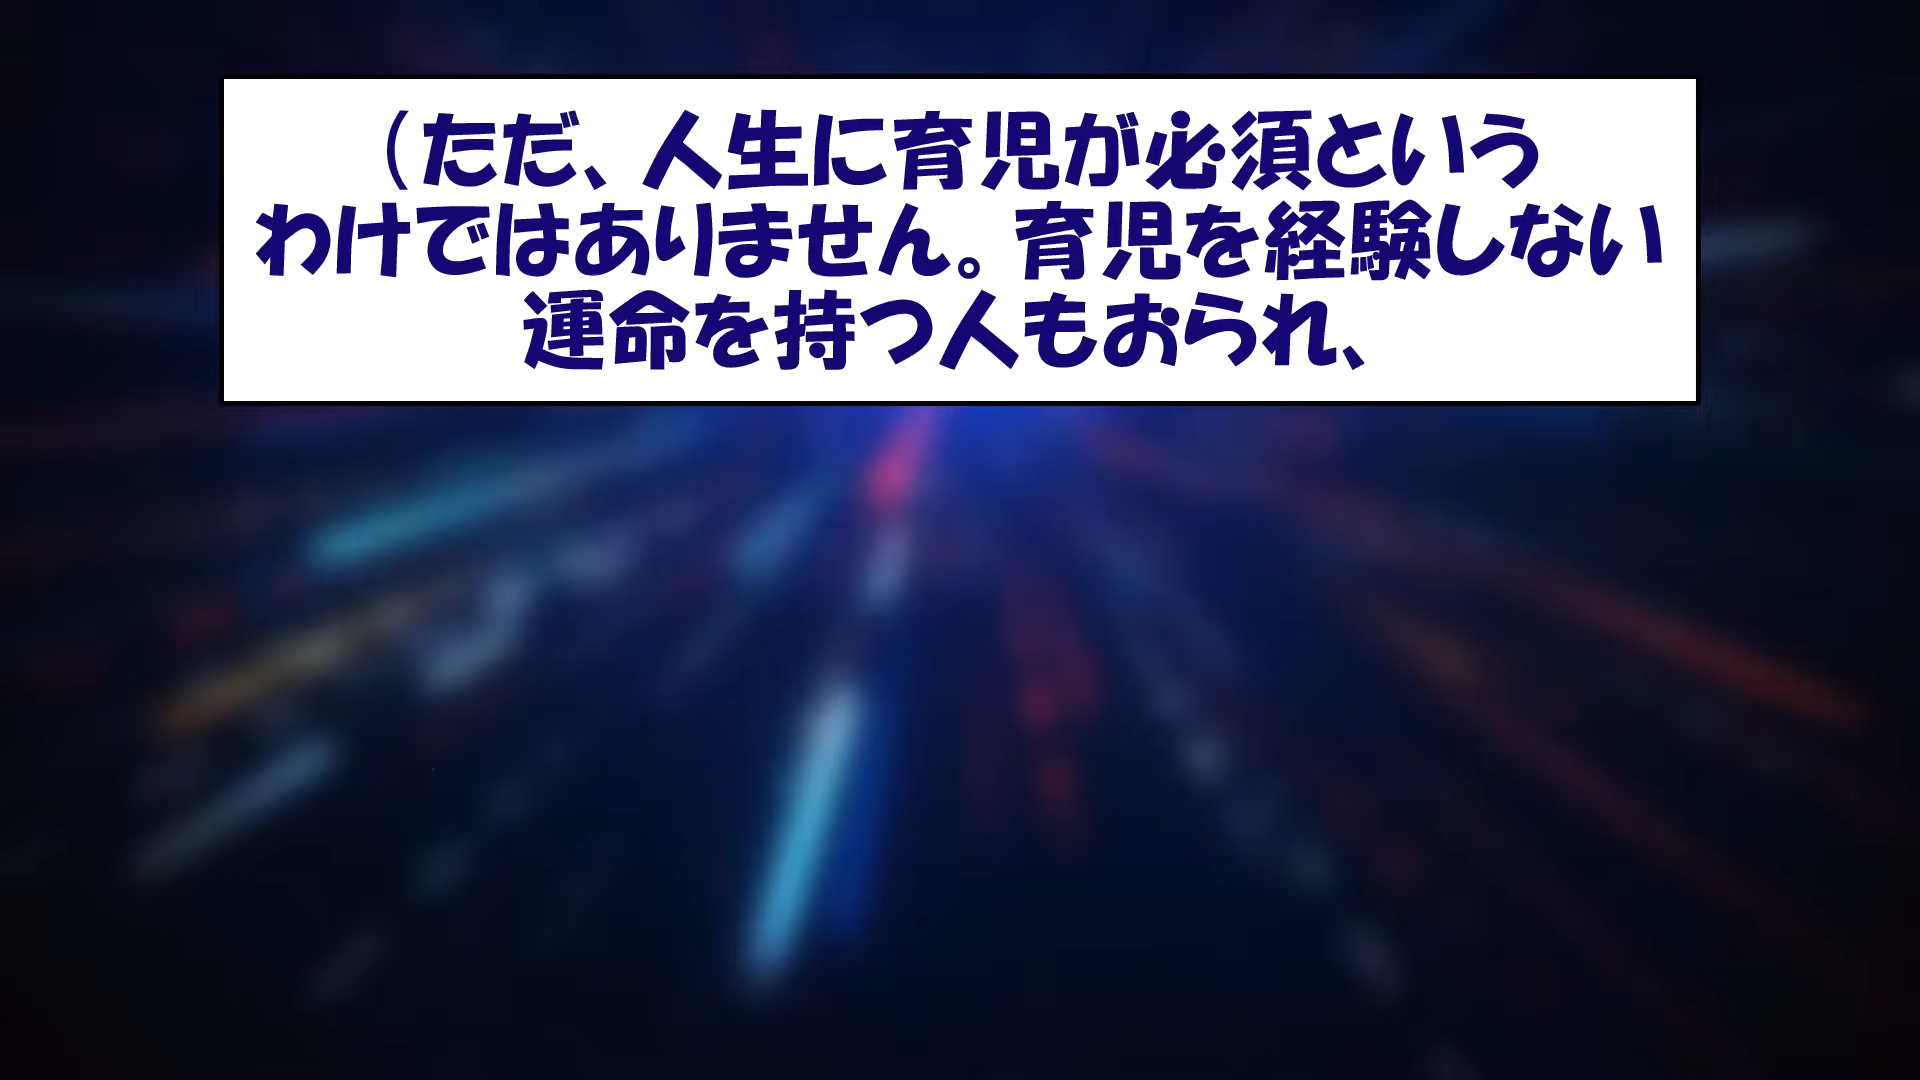 （ただ、人生に育児が必須という
わけではありません。育児を経験しない
運命を持つ人もおられ、